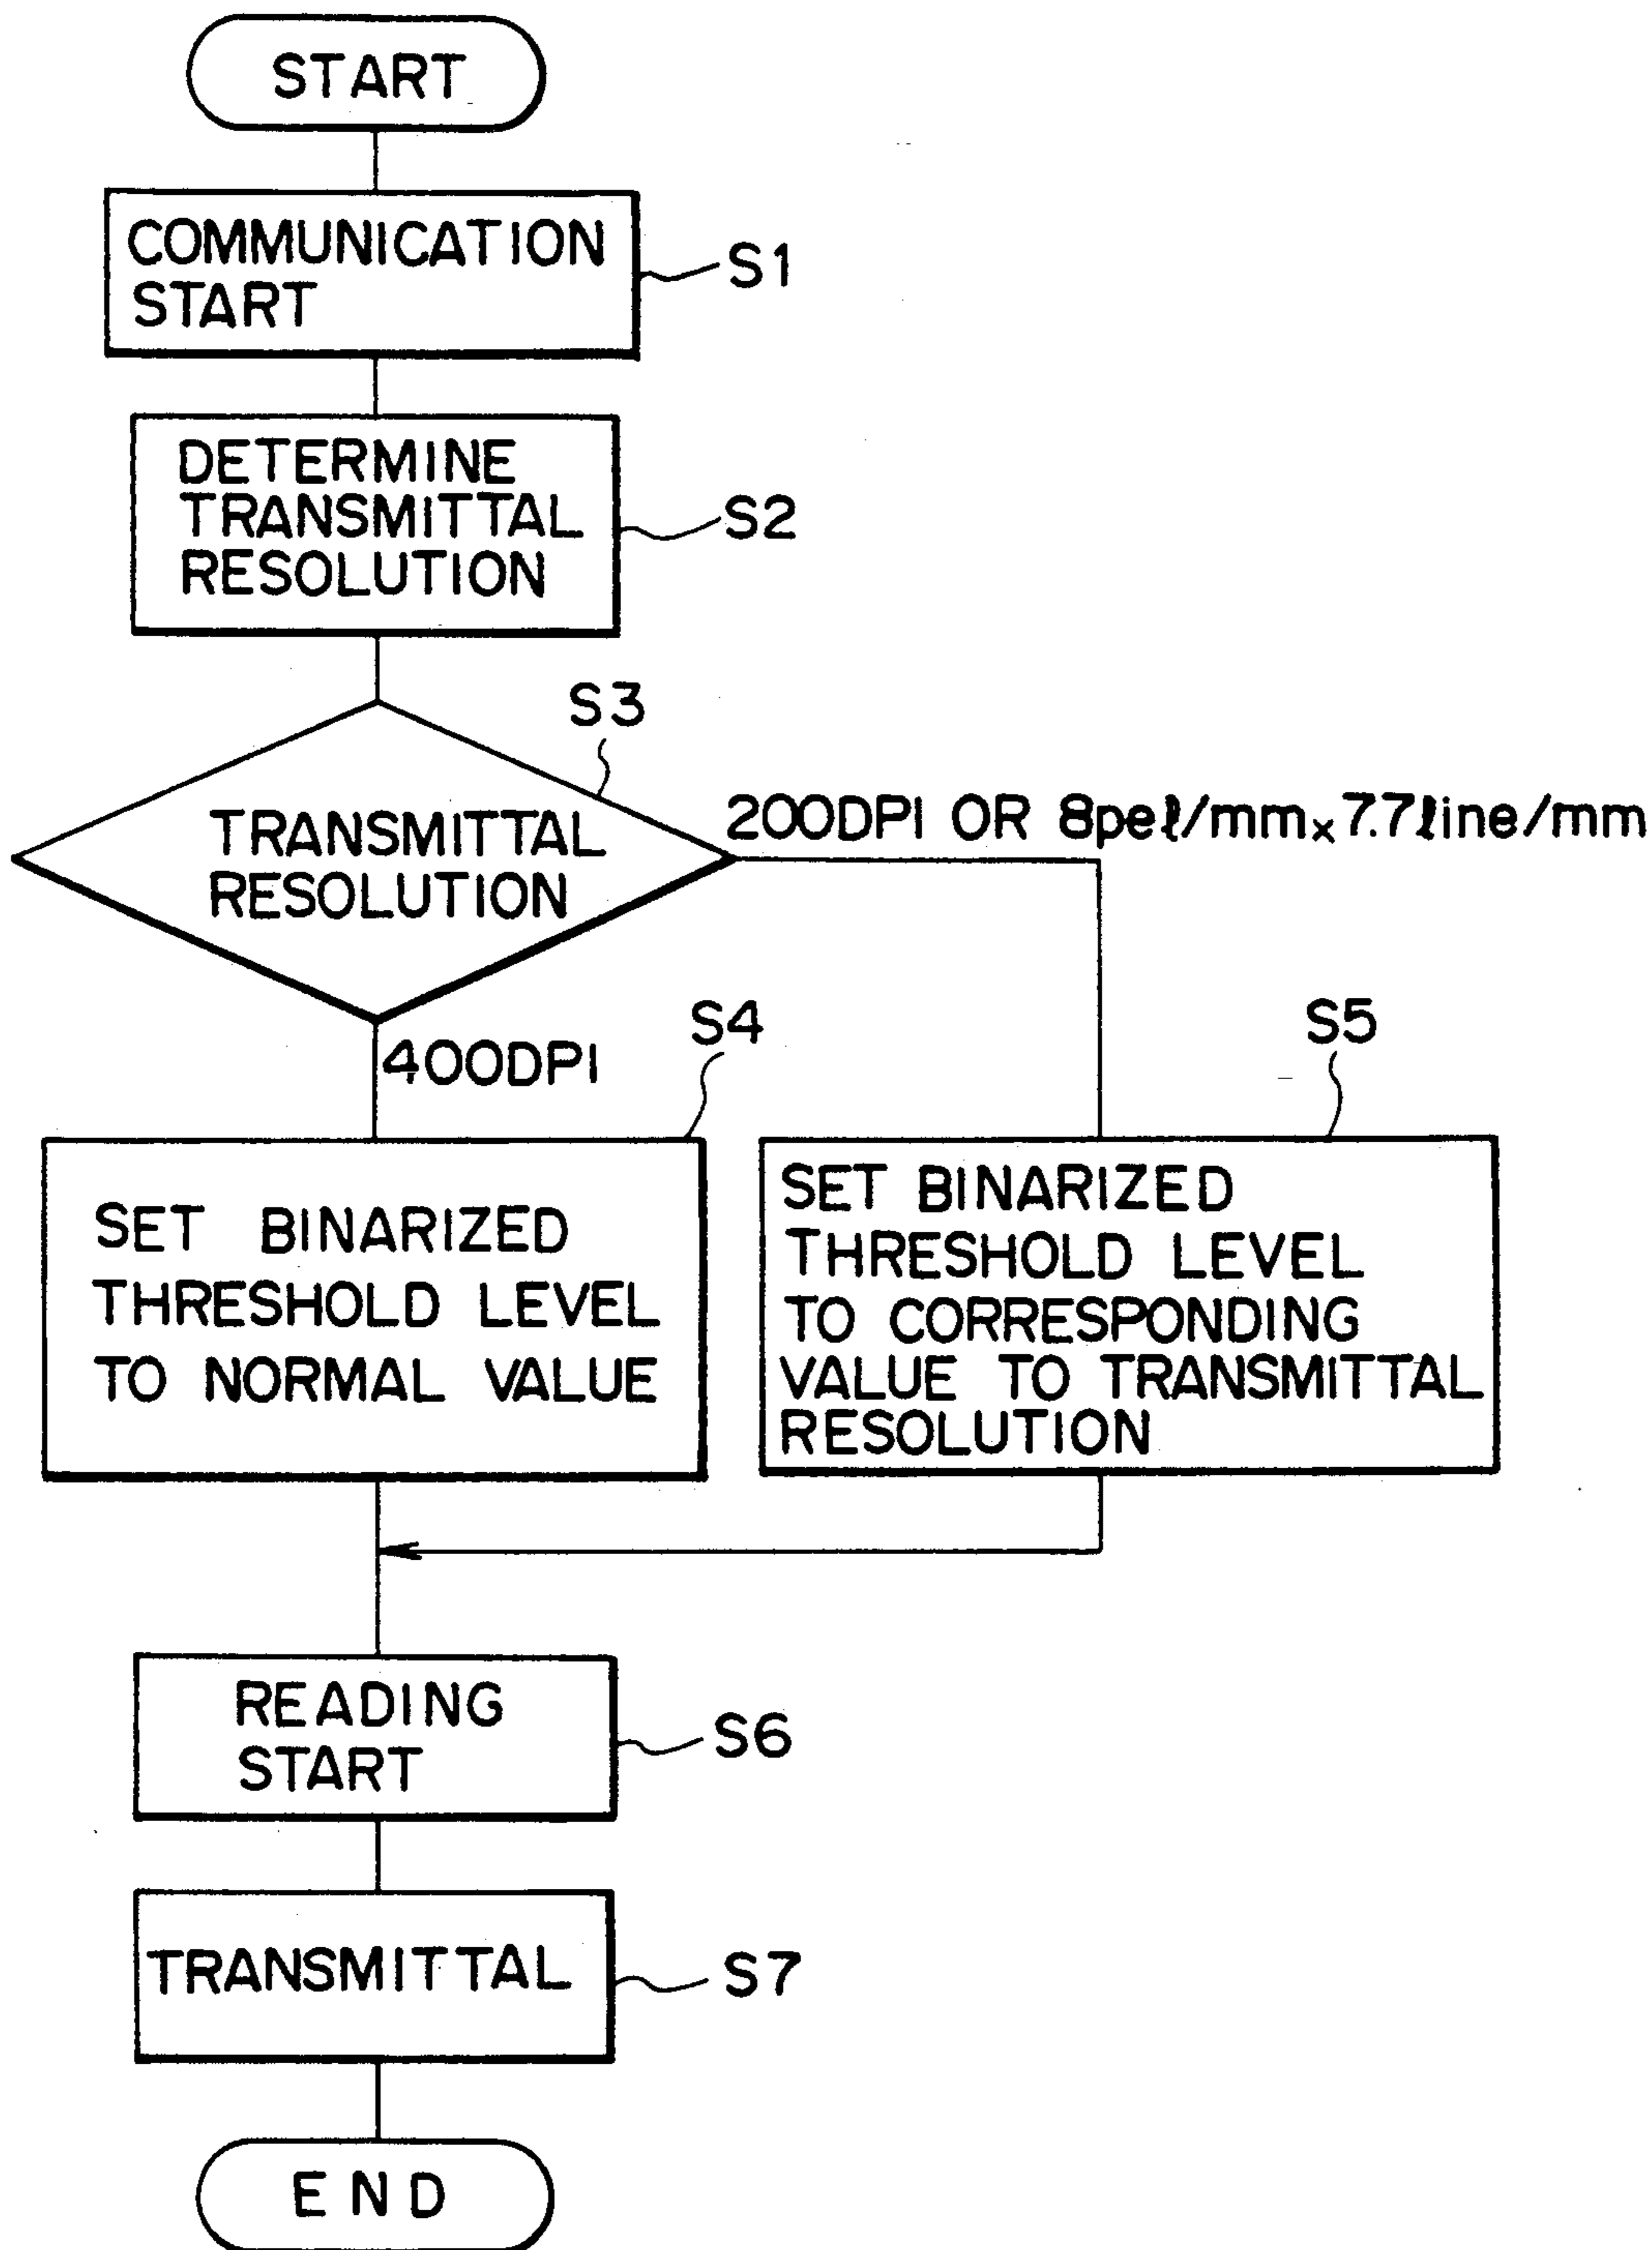 START
COMMUNICATION
START
S1
DETERMINE
TRANSMITTAL
RESOLUTION
S2
S3
TRANSMITTAL
RESOLUTION
200DPI OR 8pel/mm×7.7line/mm
400DPI
S4
SET BINARIZED
THRESHOLD LEVEL
TO NORMAL VALUE
S5
SET BINARIZED
THRESHOLD LEVEL
TO CORRESPONDING
VALUE TO TRANSMITTAL
RESOLUTION
READING
START
S6
TRANSMITTAL
S7
END